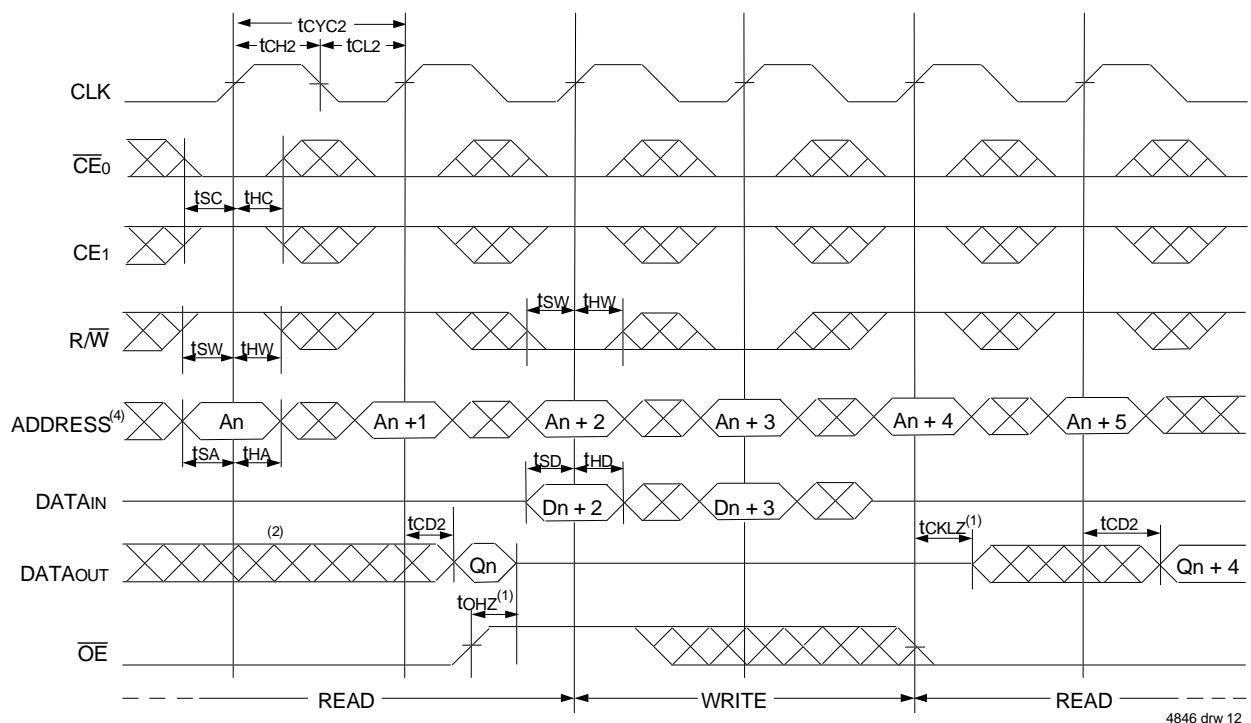 tCYC2
tCH2 tCL2
CLK
CE0
tSC tHC
CE1
tSW tHW
R/W
tSW tHW
ADDRESS(4) An An +1 An + 2 An + 3 An + 4 An + 5
tSA tHA tSD tHD
DATAIN Dn + 2 Dn + 3
(2) tCD2 tCKLZ(1) tCD2
DATAOUT Qn Qn + 4
tOHZ(1)
OE
READ WRITE READ
4846 drw 12